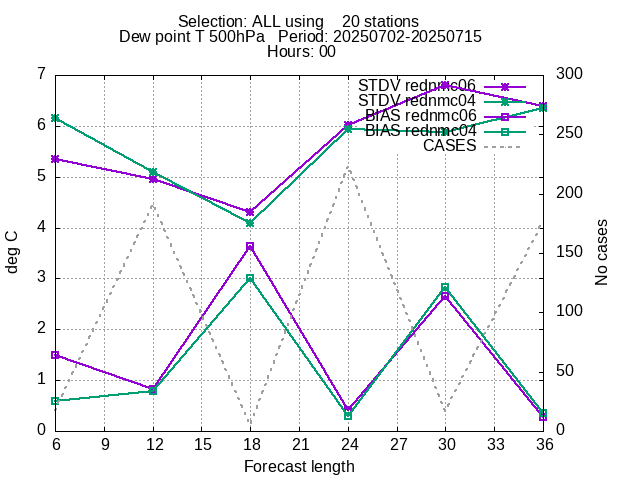 Selection: ALL using    20 stations
Dew point T 500hPa   Period: 20250702-20250715
Hours: 00
7
6
5
4
3
2
1
0
300
250
200
150
100
50
0
STDV rednmc06
STDV rednmc04
BIAS rednmc06
BIAS rednmc04
CASES
deg C
No cases
6 9 12 15 18 21 24 27 30 33 36
Forecast length